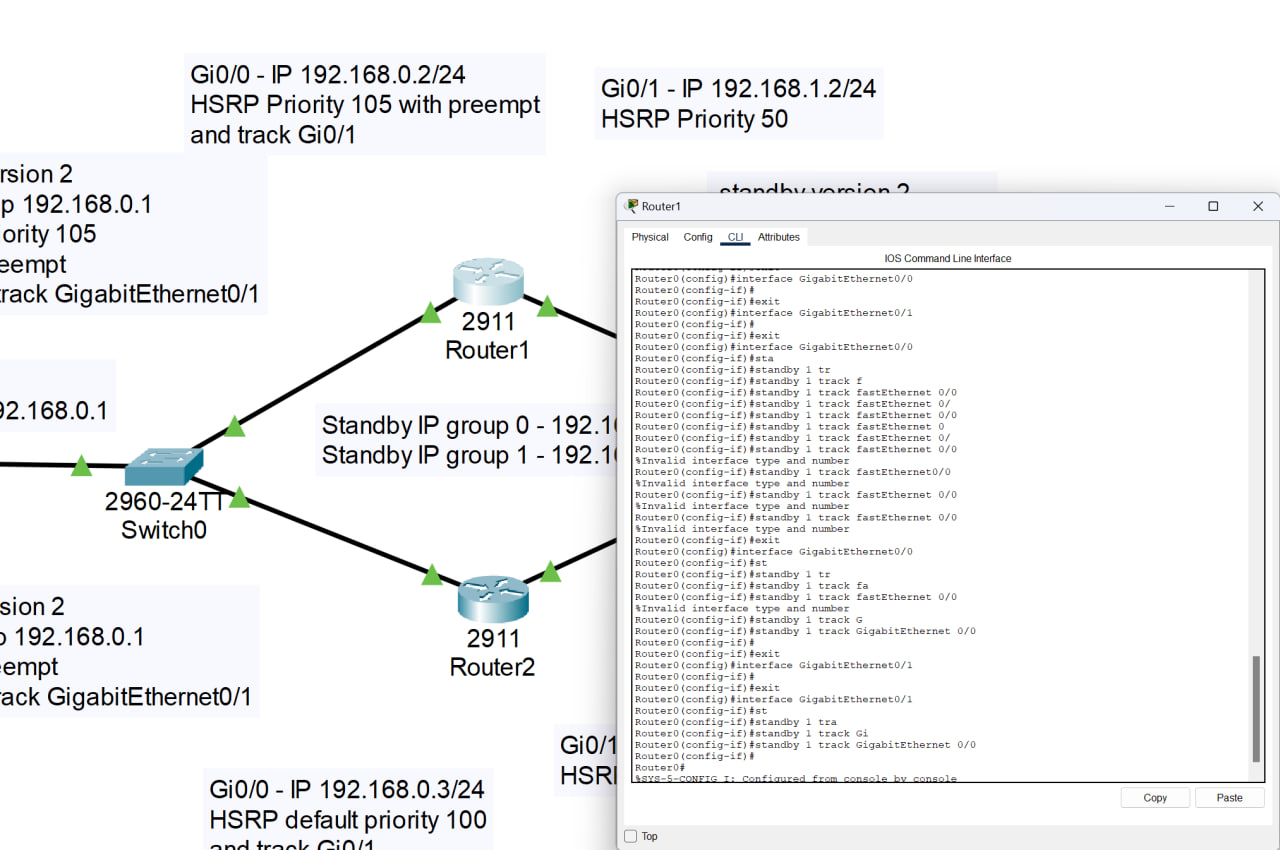 Gi0/0 - IP 192.168.0.2/24
HSRP Priority 105 with preempt
and track Gi0/1
Gi0/1 - IP 192.168.1.2/24
HSRP Priority 50
rsion 2
p 192.168.0.1
ority 105
eempt
track GigabitEthernet0/1
standby version 2
92.168.0.1
2911
Router1
Standby IP group 0 - 192.16
Standby IP group 1 - 192.16
2960-24TT
Switch0
2911
Router2
sion 2
192.168.0.1
eempt
rack GigabitEthernet0/1
Gi0/1
HSRI
Gi0/0 - IP 192.168.0.3/24
HSRP default priority 100
and track Gi0/1
Router1
Physical Config CLI Attributes
IOS Command Line Interface
Router0(config-if)#exit
Router0(config)#interface GigabitEthernet0/0
Router0(config-if)#
Router0(config-if)#exit
Router0(config)#interface GigabitEthernet0/1
Router0(config-if)#
Router0(config-if)#exit
Router0(config)#interface GigabitEthernet0/0
Router0(config-if)#sta
Router0(config-if)#standby 1 tr
Router0(config-if)#standby 1 track f
Router0(config-if)#standby 1 track fastEthernet 0/0
Router0(config-if)#standby 1 track fastEthernet 0/
Router0(config-if)#standby 1 track fastEthernet 0/0
Router0(config-if)#standby 1 track fastEthernet 0
Router0(config-if)#standby 1 track fastEthernet 0/
Router0(config-if)#standby 1 track fastEthernet 0/0
%Invalid interface type and number
Router0(config-if)#standby 1 track fastEthernet0/0
%Invalid interface type and number
Router0(config-if)#standby 1 track fastEthernet 0/0
%Invalid interface type and number
Router0(config-if)#standby 1 track fastEthernet 0/0
%Invalid interface type and number
Router0(config-if)#exit
Router0(config)#interface GigabitEthernet0/0
Router0(config-if)#st
Router0(config-if)#standby 1 tr
Router0(config-if)#standby 1 track fa
Router0(config-if)#standby 1 track fastEthernet 0/0
%Invalid interface type and number
Router0(config-if)#standby 1 track G
Router0(config-if)#standby 1 track GigabitEthernet 0/0
Router0(config-if)#
Router0(config-if)#exit
Router0(config)#interface GigabitEthernet0/1
Router0(config-if)#
Router0(config-if)#exit
Router0(config)#interface GigabitEthernet0/1
Router0(config-if)#st
Router0(config-if)#standby 1 tra
Router0(config-if)#standby 1 track Gi
Router0(config-if)#standby 1 track GigabitEthernet 0/0
Router0(config-if)#
Router0#
%SYS-5-CONFIG_I: Configured from console by console
Copy Paste
Top